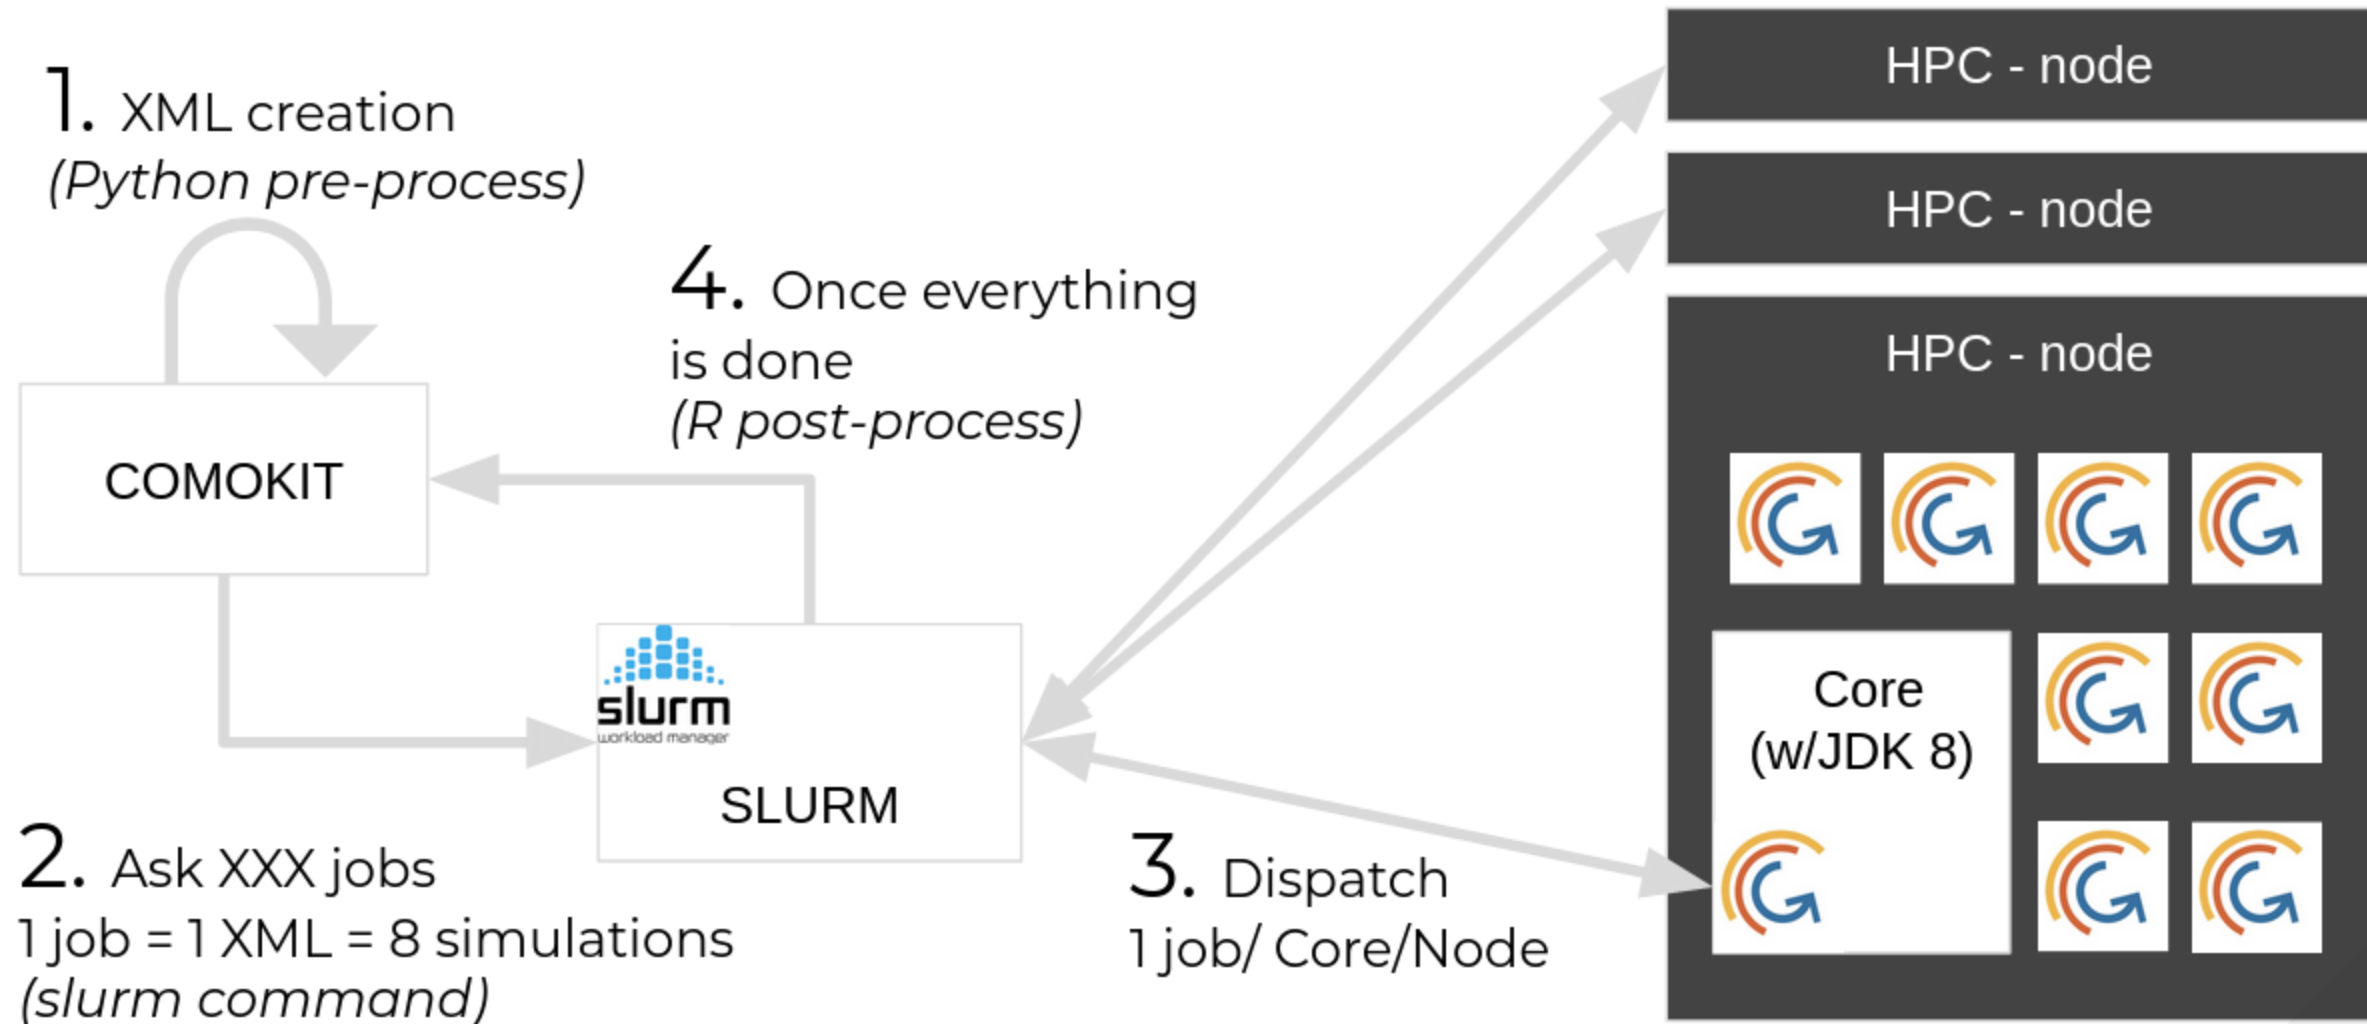 1. XML creation
(Python pre-process)
COMOKIT
2. Ask XXX jobs
1 job = 1 XML = 8 simulations
(slurm command)
4. Once everything
is done
(R post-process)
slurm
workload manager
SLURM
3. Dispatch
1 job/ Core/Node
HPC - node
HPC - node
HPC - node
Core
(w/JDK 8)